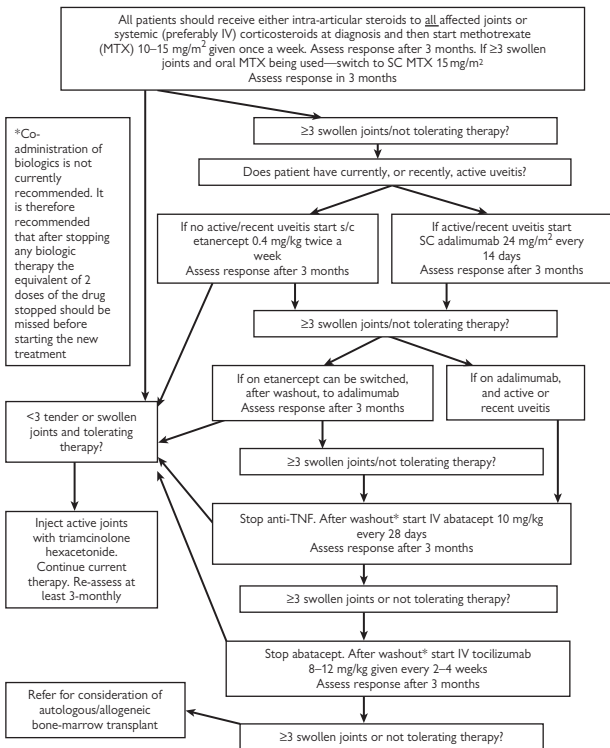 All patients should receive either intra-articular steroids to all affected joints or
systemic (preferably IV) corticosteroids at diagnosis and then start methotrexate
(MTX) 10–15 mg/m² given once a week. Assess response after 3 months. If ≥3 swollen
joints and oral MTX being used—switch to SC MTX 15 mg/m²
Assess response in 3 months
*Co-
administration of
biologics is not
currently
recommended. It
is therefore
recommended
that after stopping
any biologic
therapy the
equivalent of 2
doses of the drug
stopped should be
missed before
starting the new
treatment
≥3 swollen joints/not tolerating therapy?
Does patient have currently, or recently, active uveitis?
If no active/recent uveitis start s/c
etanercept 0.4 mg/kg twice a
week
Assess response after 3 months
If active/recent uveitis start
SC adalimumab 24 mg/m² every
14 days
Assess response after 3 months
≥3 swollen joints/not tolerating therapy?
If on etanercept can be switched,
after washout, to adalimumab
Assess response after 3 months
If on adalimumab,
and active or
recent uveitis
<3 tender or swollen
joints and tolerating
therapy?
≥3 swollen joints/not tolerating therapy?
Inject active joints
with triamcinolone
hexacetonide.
Continue current
therapy. Re-assess at
least 3-monthly
Stop anti-TNF. After washout* start IV abatacept 10 mg/kg
every 28 days
Assess response after 3 months
≥3 swollen joints or not tolerating therapy?
Stop abatacept. After washout* start IV tocilizumab
8–12 mg/kg given every 2–4 weeks
Assess response after 3 months
Refer for consideration of
autologous/allogeneic
bone-marrow transplant
≥3 swollen joints or not tolerating therapy?